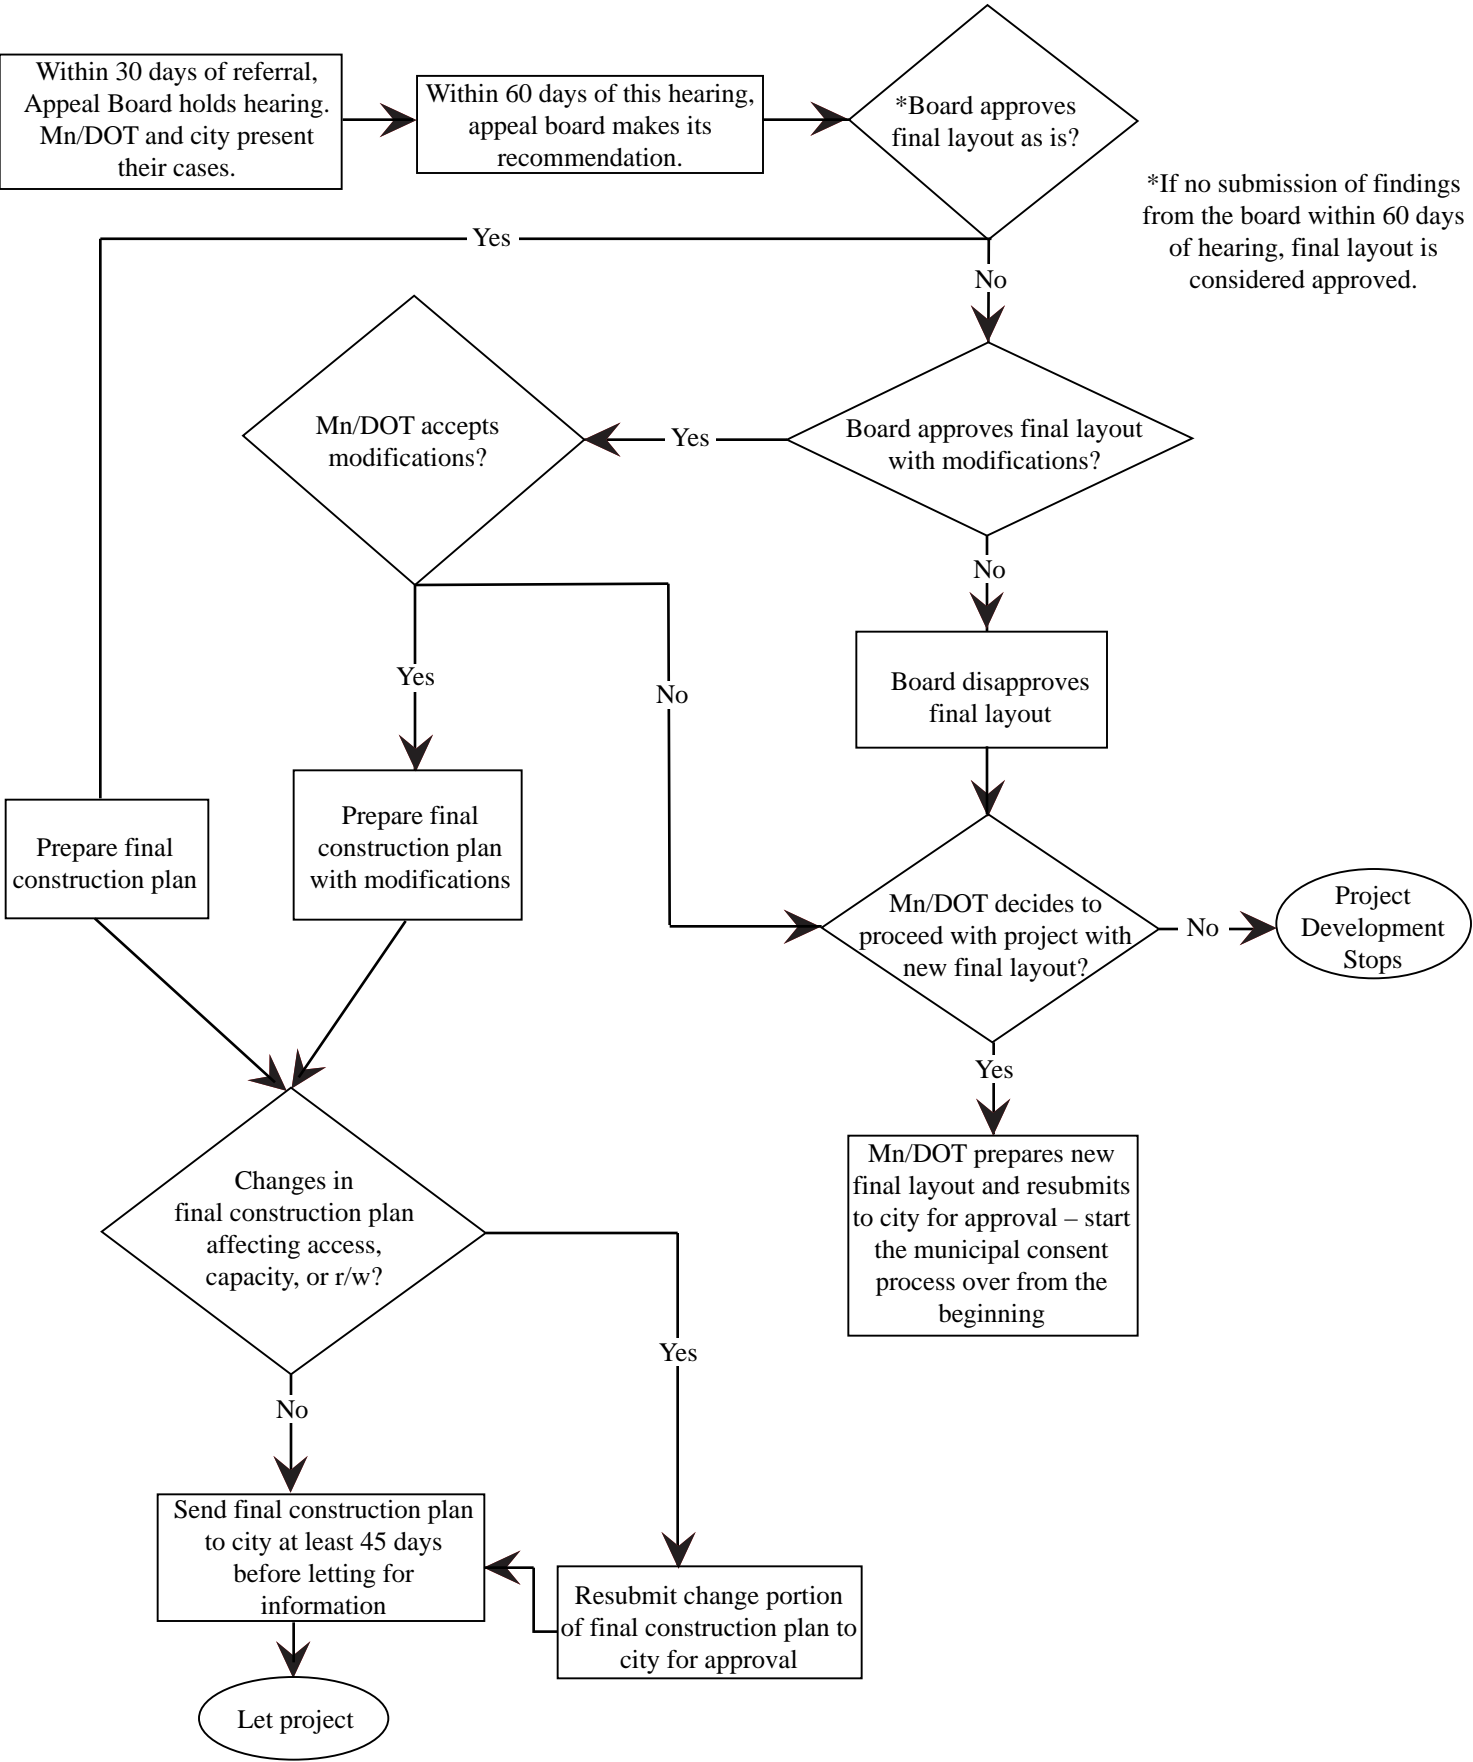 Within 30 days of referral,
Appeal Board holds hearing.
Mn/DOT and city present
their cases.
Within 60 days of this hearing,
appeal board makes its
recommendation.
*Board approves
final layout as is?
*If no submission of findings
from the board within 60 days
of hearing, final layout is
considered approved.
Yes
No
Mn/DOT accepts
modifications?
Yes
Board approves final layout
with modifications?
No
Yes
No
Board disapproves
final layout
Prepare final
construction plan
Prepare final
construction plan
with modifications
Mn/DOT decides to
proceed with project with
new final layout?
No
Project
Development
Stops
Yes
Mn/DOT prepares new
final layout and resubmits
to city for approval – start
the municipal consent
process over from the
beginning
Changes in
final construction plan
affecting access,
capacity, or r/w?
Yes
No
Send final construction plan
to city at least 45 days
before letting for
information
Resubmit change portion
of final construction plan to
city for approval
Let project